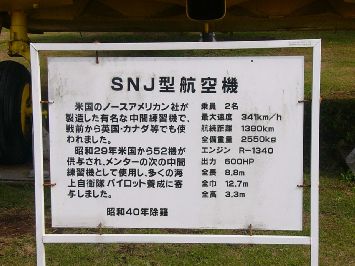 SNJ型航空機
米国のノースアメリカン社が
製造した有名な中間練習機で、
戦前から英国・カナダ等でも使
われました。
昭和29年米国から52機が
供与され、メンターの次の中間
練習機として使用し、多くの海
上自衛隊パイロット養成に寄
与しました。
昭和40年除籍
乗員 2名
最大速度 341km/h
航続距離 1390km
全備重量 2550kg
エンジン R-1340
出力 600HP
全長 8.8m
全巾 12.7m
全高 3.3m